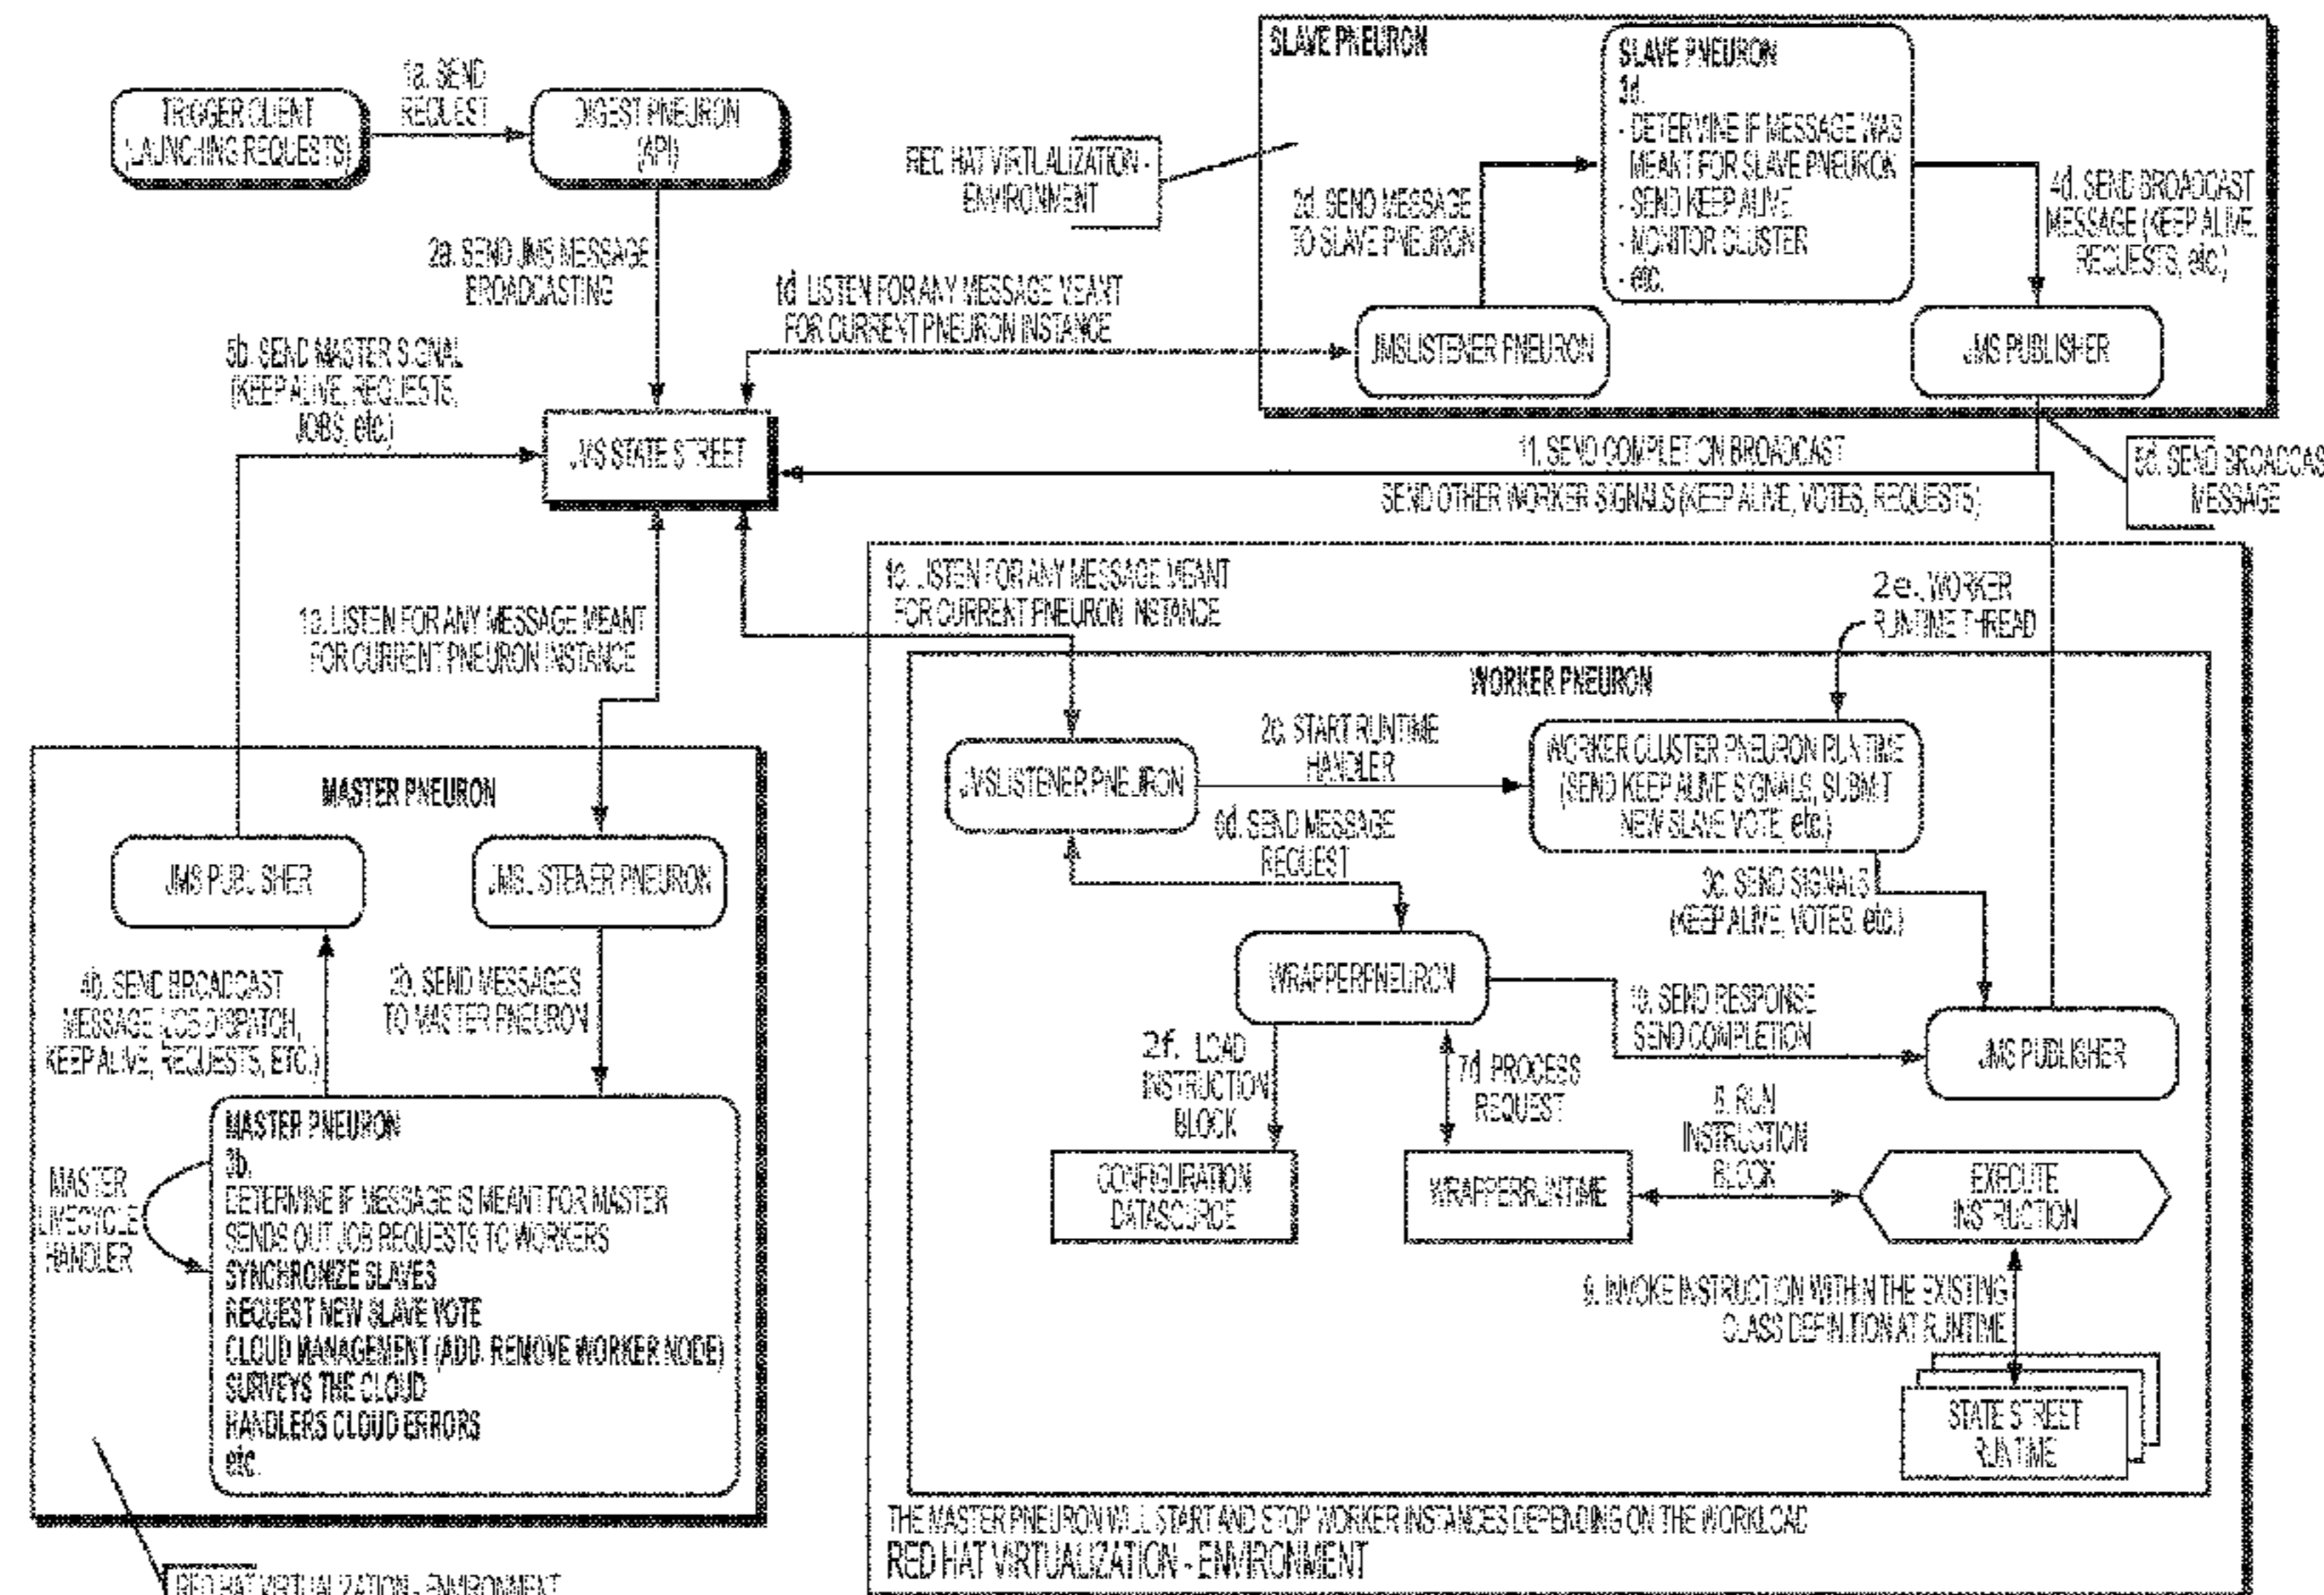 1a. SEND
REQUEST
TRIGGER CLIENT
(LAUNCHING REQUESTS)
DIGEST PNEURON
(API)
2a. SEND JMS MESSAGE
BROADCASTING
RED HAT VIRTUALIZATION -
ENVIRONMENT
SLAVE PNEURON
SLAVE PNEURON
3d.
- DETERMINE IF MESSAGE WAS
MEANT FOR SLAVE PNEURON
- SEND KEEP ALIVE
- MONITOR CLUSTER
- etc.
2d. SEND MESSAGE
TO SLAVE PNEURON
4d. SEND BROADCAST
MESSAGE (KEEP ALIVE,
REQUESTS, etc.)
JMSLISTENER PNEURON
JMS PUBLISHER
1d. LISTEN FOR ANY MESSAGE MEANT
FOR CURRENT PNEURON INSTANCE
5b. SEND MASTER SIGNAL
(KEEP ALIVE, REQUESTS,
JOBS, etc.)
JMS STATE STREET
11. SEND COMPLETION BROADCAST
SEND OTHER WORKER SIGNALS (KEEP ALIVE, VOTES, REQUESTS)
5d. SEND BROADCAS
MESSAGE
LISTEN FOR ANY MESSAGE MEANT
FOR CURRENT PNEURON INSTANCE
MASTER PNEURON
JMS PUBLISHER
JMSLISTENER PNEURON
4b. SEND BROADCAST
MESSAGE (JOB DISPATCH,
KEEP ALIVE, REQUESTS, ETC.)
2b. SEND MESSAGES
TO MASTER PNEURON
MASTER
LIVECYCLE
HANDLER
MASTER PNEURON
3b.
DETERMINE IF MESSAGE IS MEANT FOR MASTER
SENDS OUT JOB REQUESTS TO WORKERS
SYNCHRONIZE SLAVES
REQUEST NEW SLAVE VOTE
CLOUD MANAGEMENT (ADD, REMOVE WORKER NODE)
SURVEYS THE CLOUD
HANDLERS CLOUD ERRORS
etc.
RED HAT VIRTUALIZATION - ENVIRONMENT
1c. LISTEN FOR ANY MESSAGE MEANT
FOR CURRENT PNEURON INSTANCE
2e. WORKER
RUNTIME THREAD
WORKER PNEURON
JMSLISTENER PNEURON
2c. START RUNTIME
HANDLER
WORKER CLUSTER PNEURON RUNTIME
(SEND KEEP ALIVE SIGNALS, SUBMIT
NEW SLAVE VOTE, etc.)
6d. SEND MESSAGE
REQUEST
3c. SEND SIGNALS
(KEEP ALIVE, VOTES, etc.)
WRAPPERPNEURON
10. SEND RESPONSE
SEND COMPLETION
JMS PUBLISHER
2f. LOAD
INSTRUCTION
BLOCK
7d. PROCESS
REQUEST
8. RUN
INSTRUCTION
BLOCK
CONFIGURATION
DATASOURCE
WRAPPERRUNTIME
EXECUTE
INSTRUCTION
9. INVOKE INSTRUCTION WITHIN THE EXISTING
CLASS DEFINITION AT RUNTIME
STATE STREET
RUNTIME
THE MASTER PNEURON WILL START AND STOP WORKER INSTANCES DEPENDING ON THE WORKLOAD
RED HAT VIRTUALIZATION - ENVIRONMENT